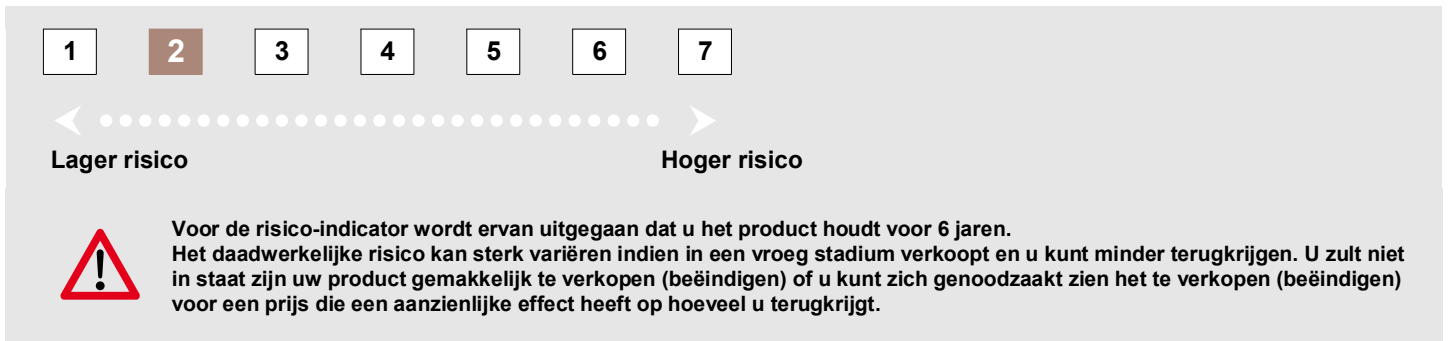 1 2 3 4 5 6 7
Lager risico Hoger risico
Voor de risico-indicator wordt ervan uitgegaan dat u het product houdt voor 6 jaren.
Het daadwerkelijke risico kan sterk variëren indien in een vroeg stadium verkoopt en u kunt minder terugkrijgen. U zult niet
in staat zijn uw product gemakkelijk te verkopen (beëindigen) of u kunt zich genoodzaakt zien het te verkopen (beëindigen)
voor een prijs die een aanzienlijke effect heeft op hoeveel u terugkrijgt.